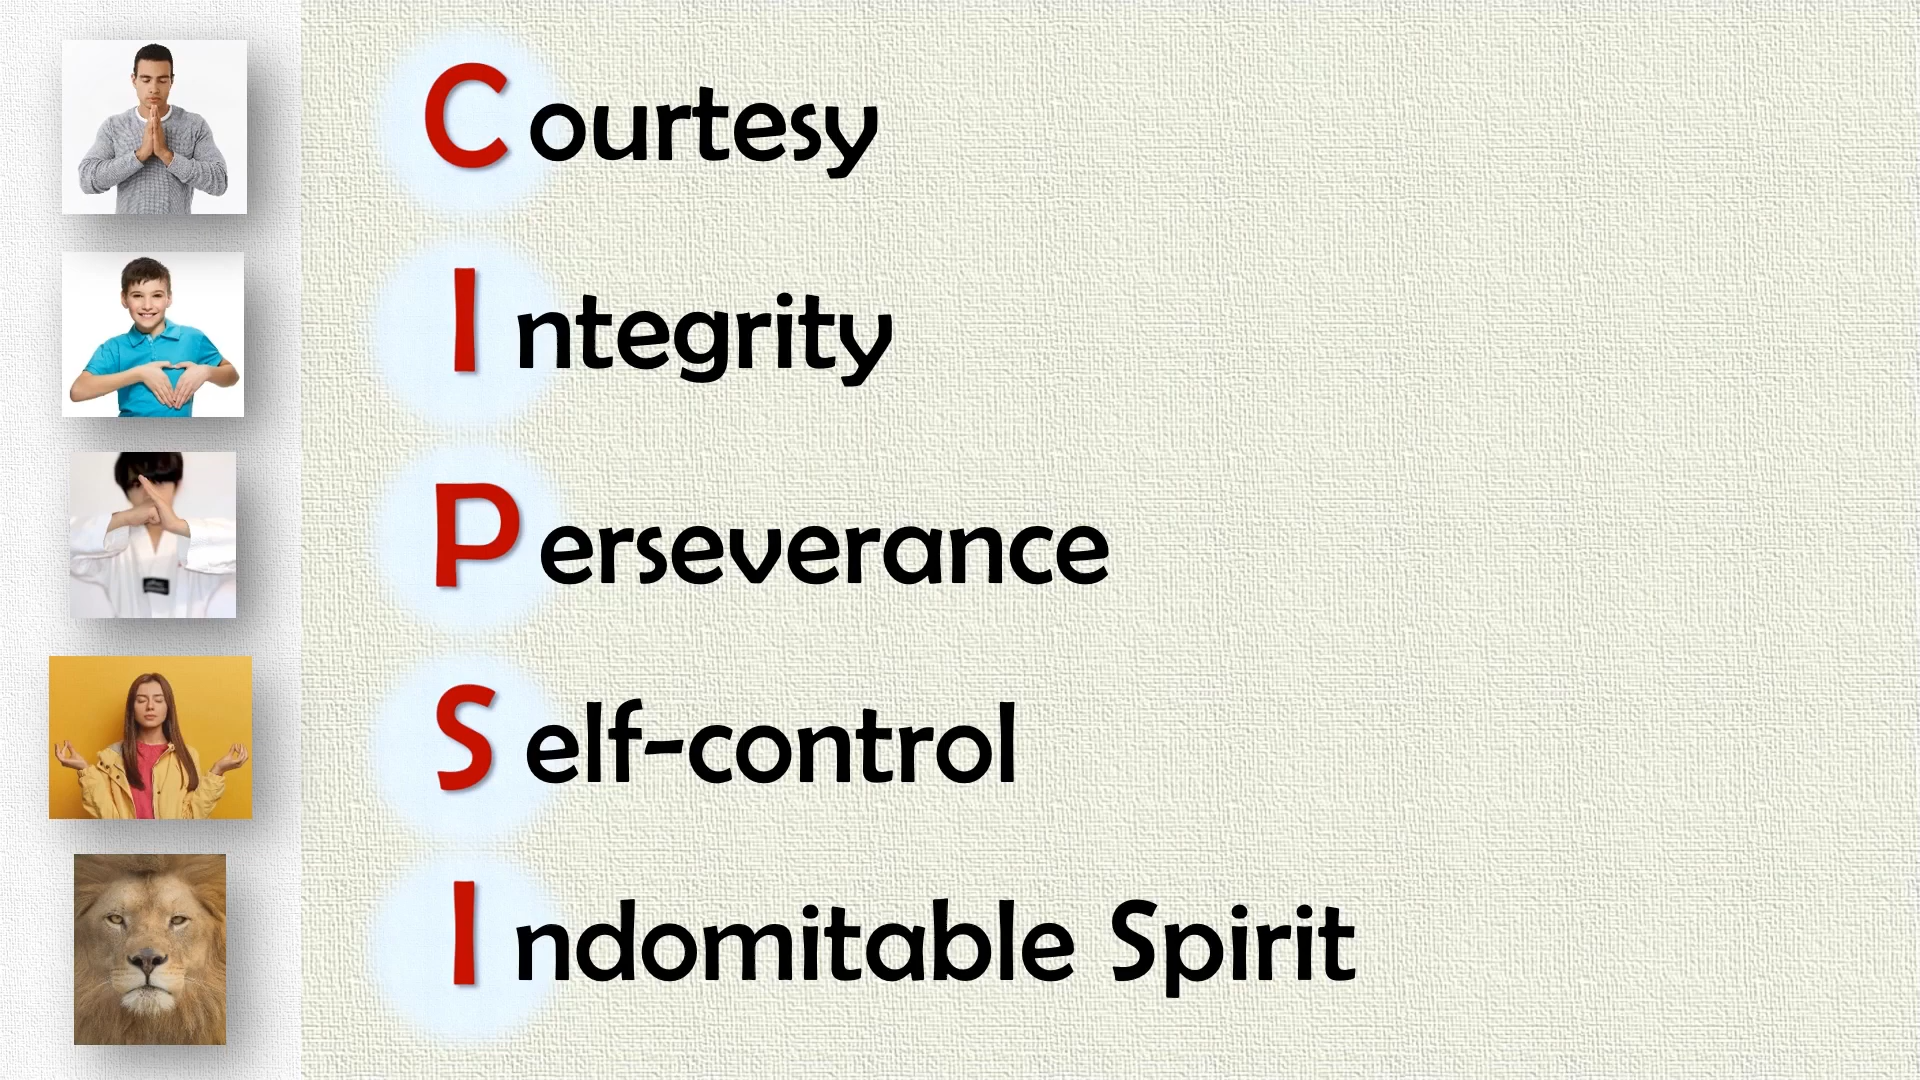 Courtesy
Integrity
Perseverance
Self-control
Indomitable Spirit